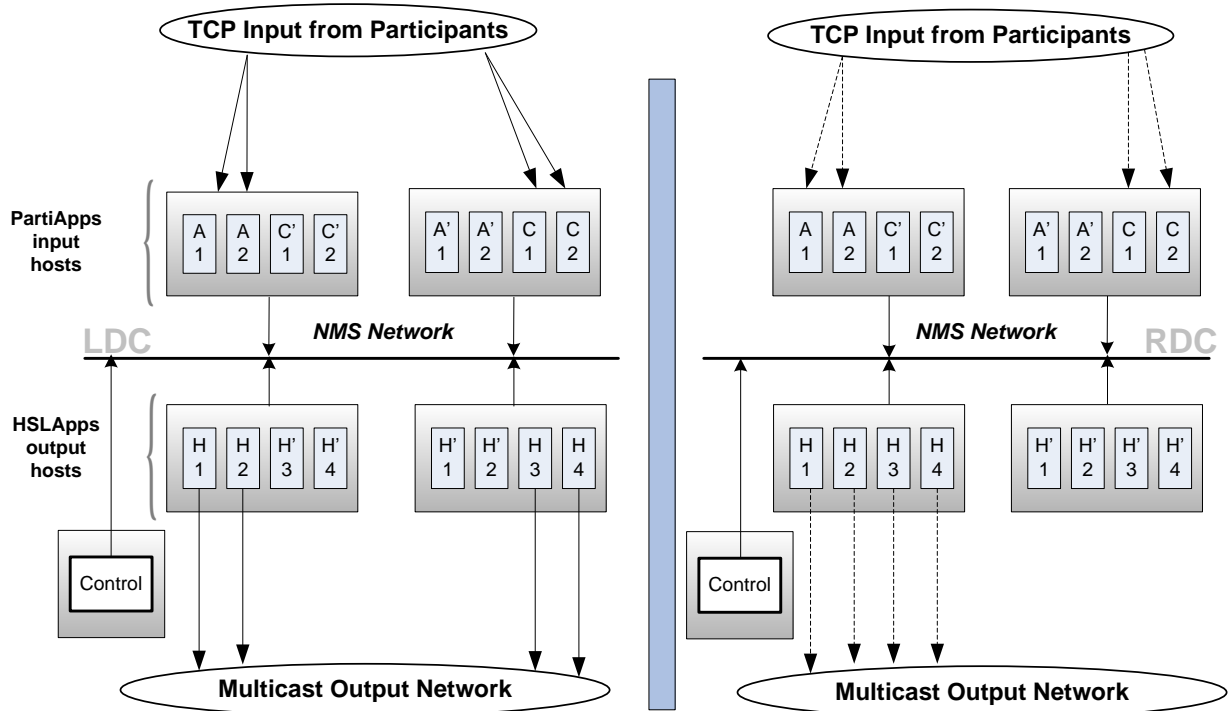 TCP Input from Participants
PartiApps
input
hosts
A
1
A
2
C'
1
C'
2
A'
1
A'
2
C
1
C
2
NMS Network
LDC
HSLApps
output
hosts
H
1
H
2
H'
3
H'
4
H'
1
H'
2
H
3
H
4
Control
Multicast Output Network
TCP Input from Participants
A
1
A
2
C'
1
C'
2
A'
1
A'
2
C
1
C
2
NMS Network
RDC
H
1
H
2
H
3
H
4
H'
1
H'
2
H'
3
H'
4
Control
Multicast Output Network